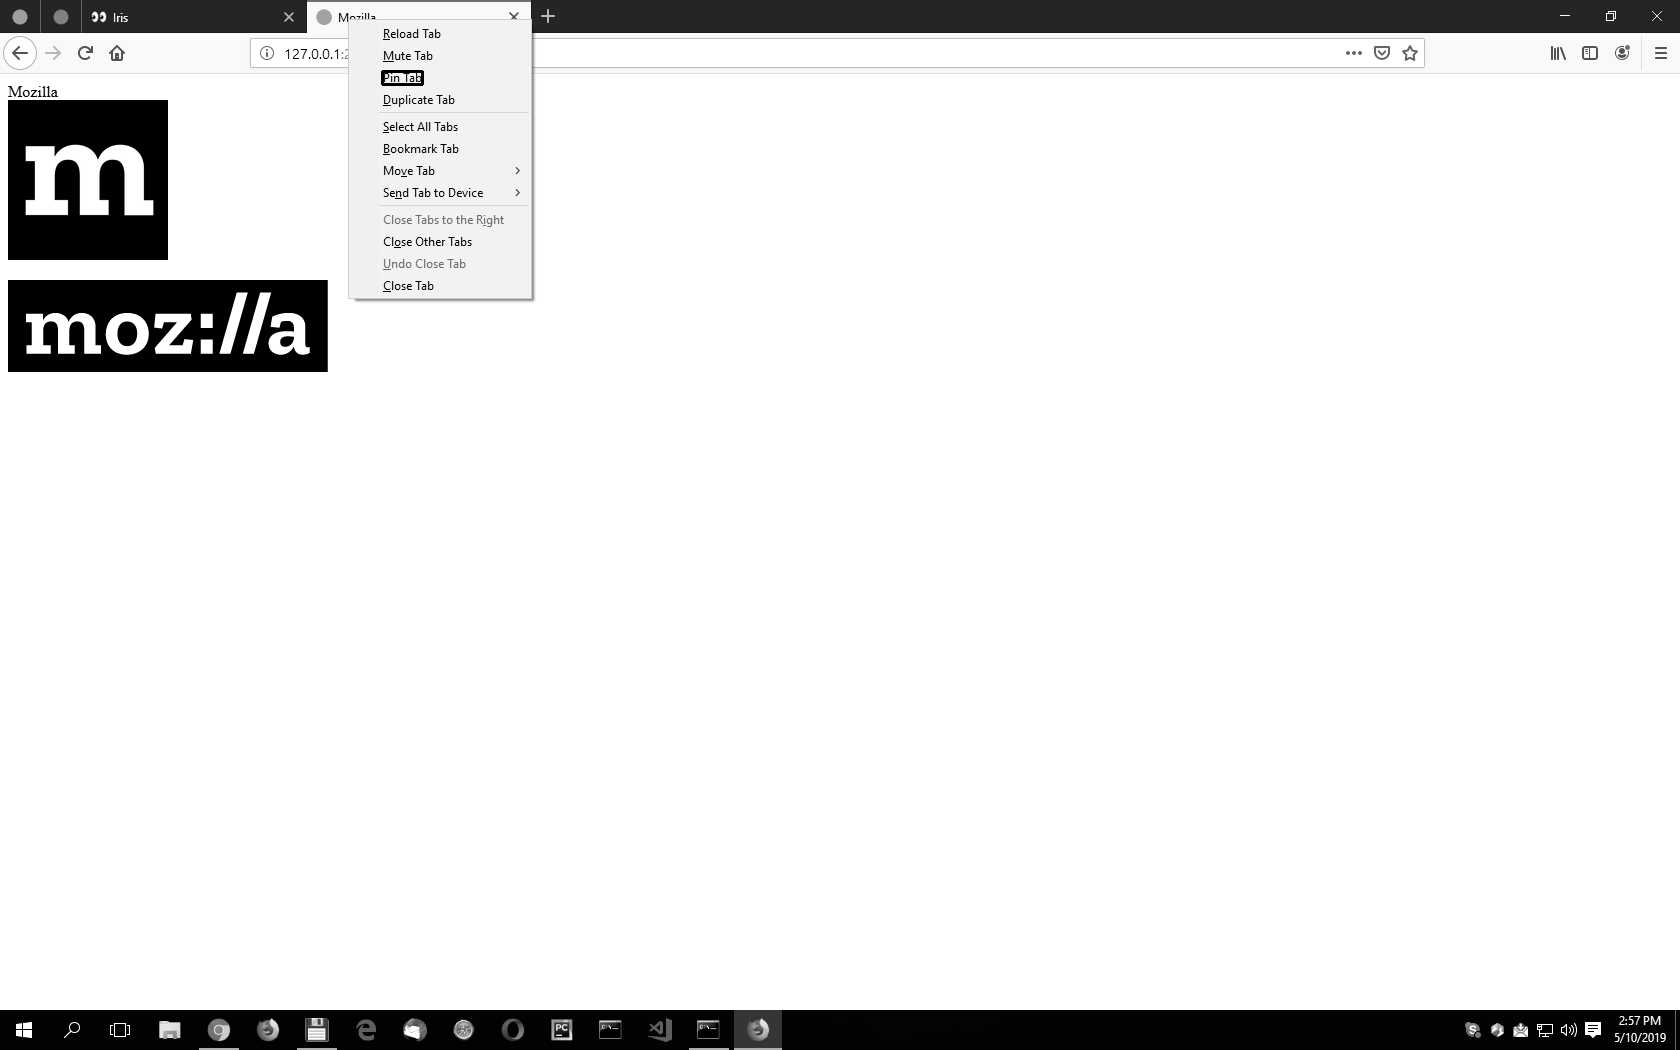 Iris
Mozilla
127.0.0.1:
Reload Tab
Mute Tab
Pin Tab
Duplicate Tab
Select All Tabs
Bookmark Tab
Move Tab
Send Tab to Device
Close Tabs to the Right
Close Other Tabs
Undo Close Tab
Close Tab
Mozilla
m
moz://a
PC
2:57 PM
5/10/2019